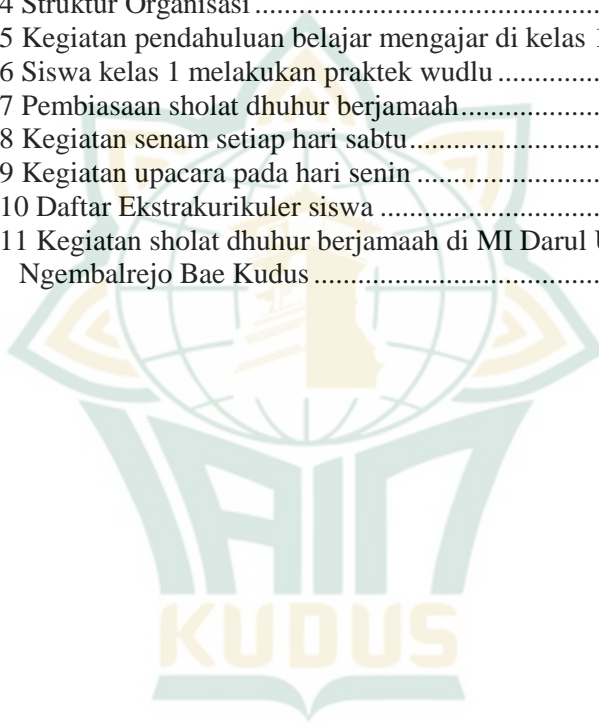 4 Struktur Organisasi ................................................
5 Kegiatan pendahuluan belajar mengajar di kelas 1
6 Siswa kelas 1 melakukan praktek wudlu ................
7 Pembiasaan sholat dhuhur berjamaah.....................
8 Kegiatan senam setiap hari sabtu............................
9 Kegiatan upacara pada hari senin ...........................
10 Daftar Ekstrakurikuler siswa ................................
11 Kegiatan sholat dhuhur berjamaah di MI Darul
Ngembalrejo Bae Kudus ........................................
IAIN
KUDUS